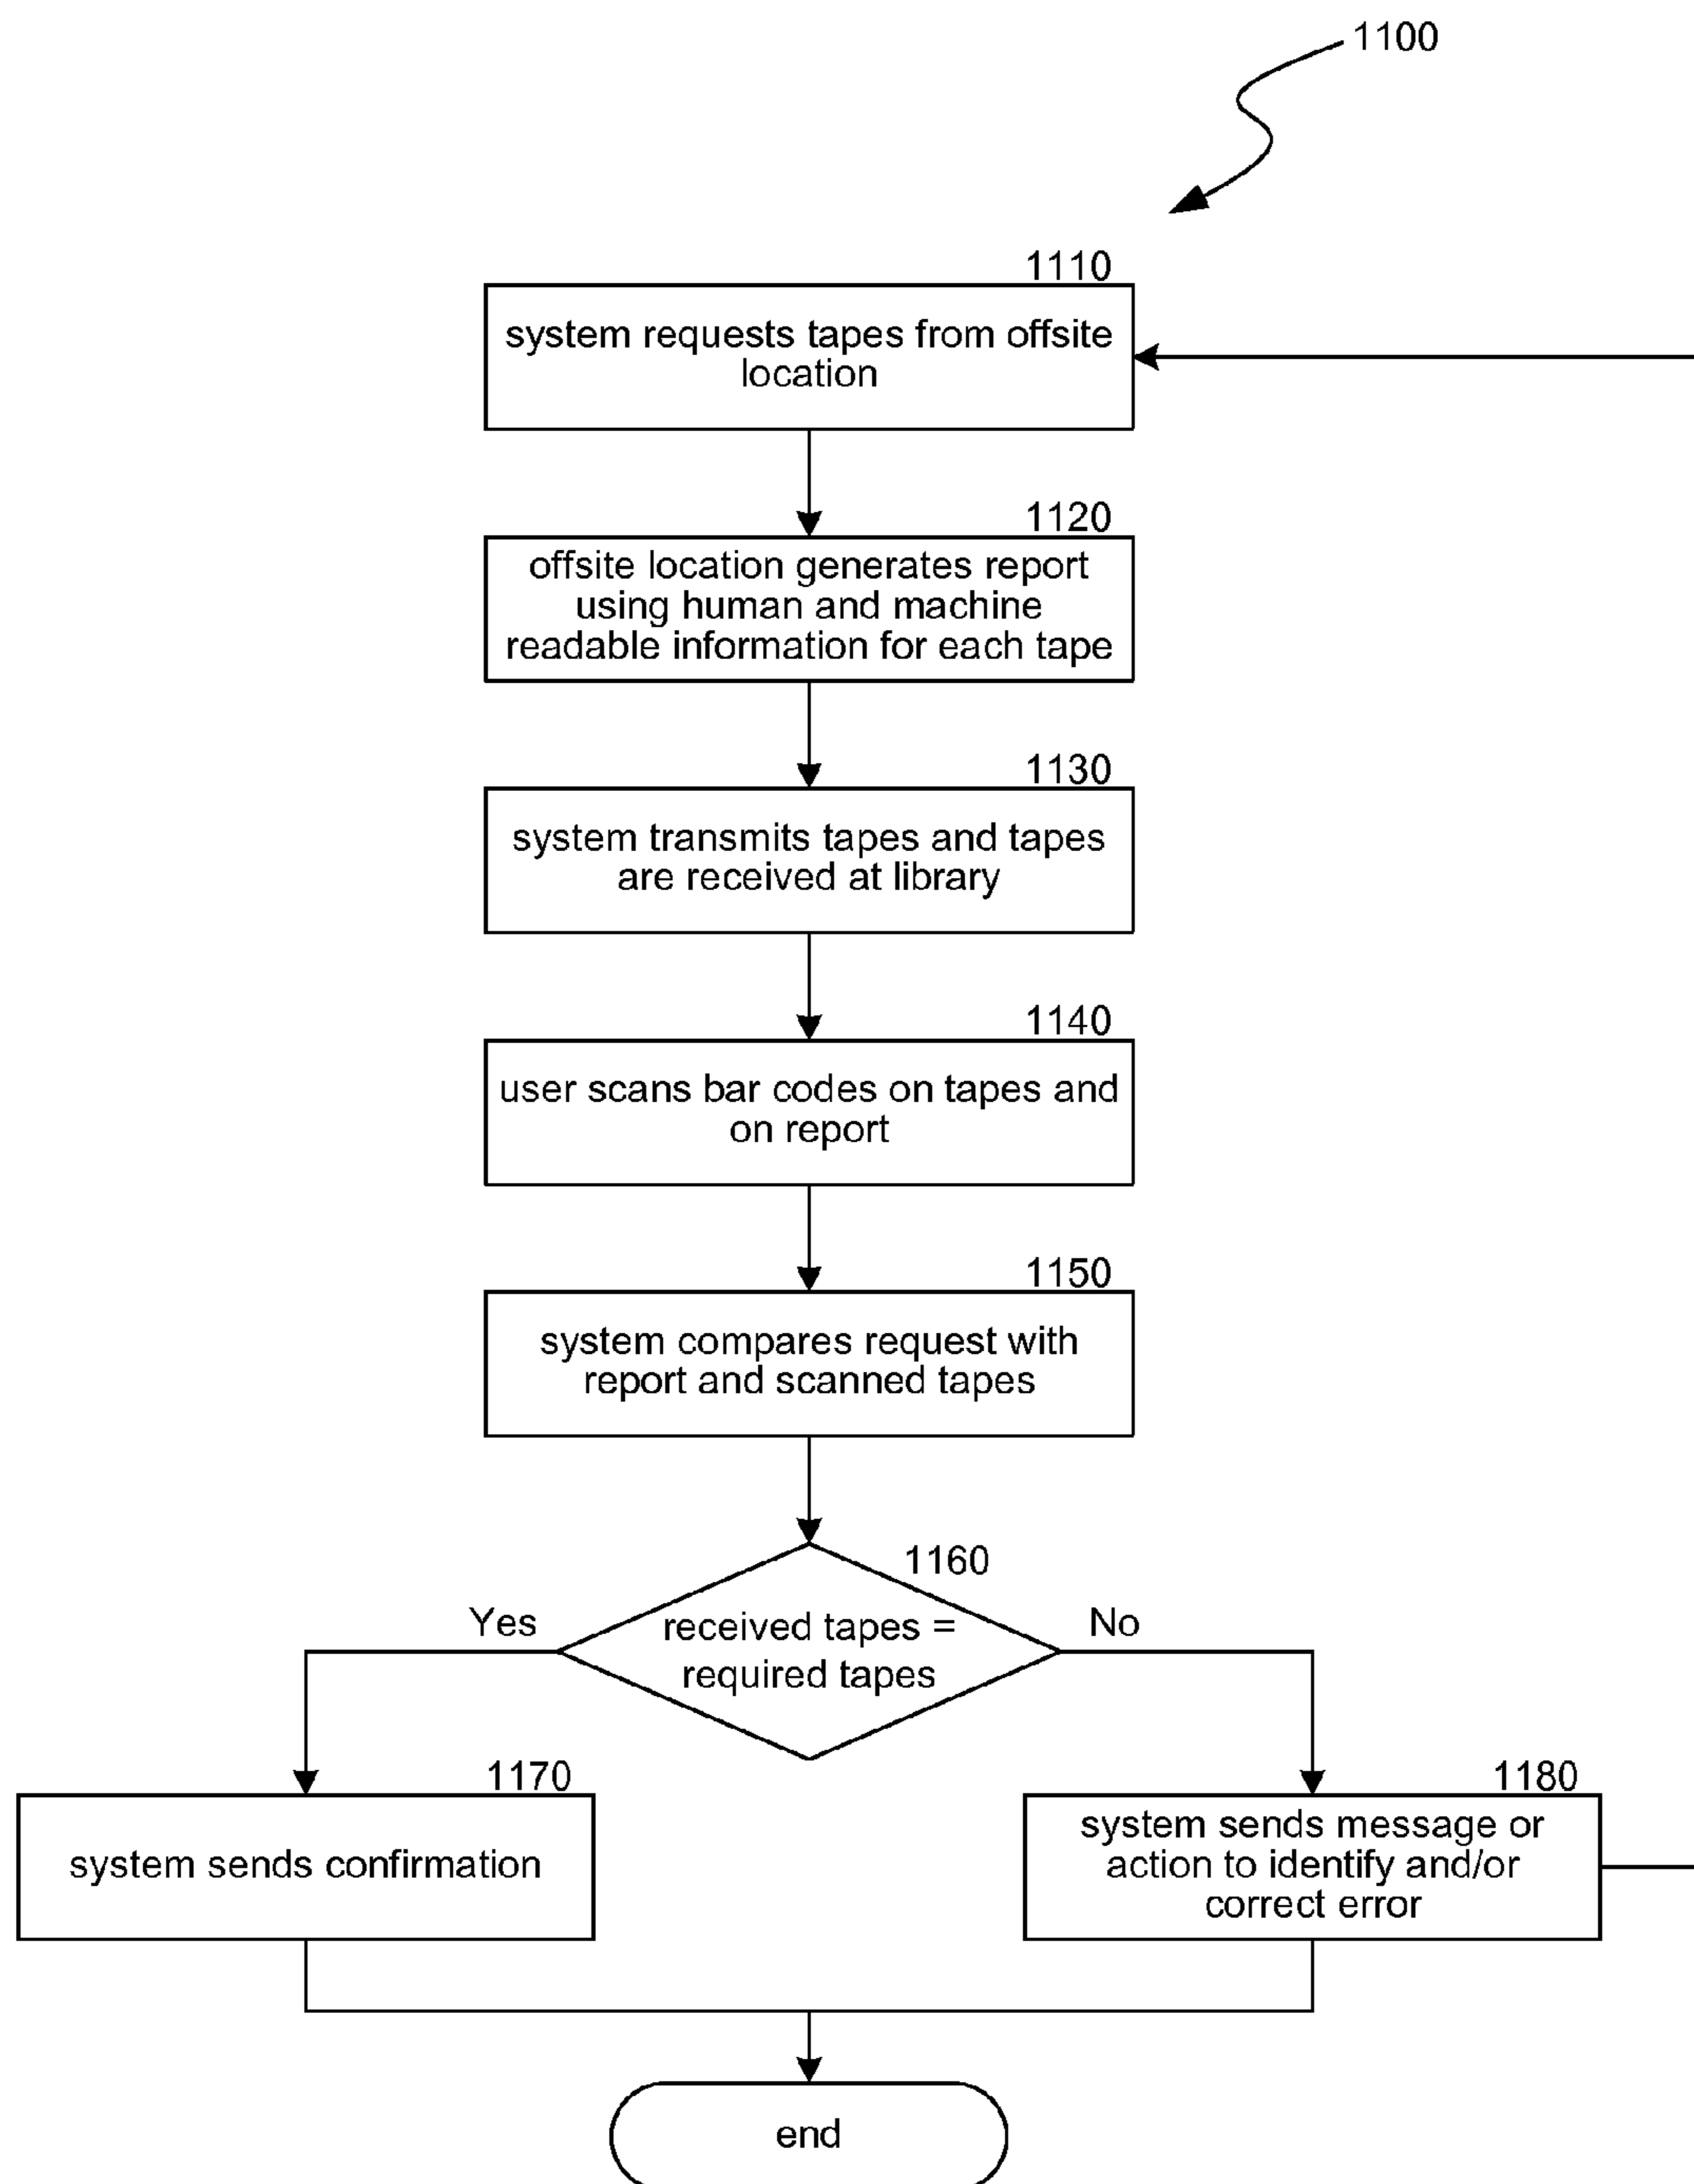 1100
1110
system requests tapes from offsite
location
1120
offsite location generates report
using human and machine
readable information for each tape
1130
system transmits tapes and tapes
are received at library
1140
user scans bar codes on tapes and
on report
1150
system compares request with
report and scanned tapes
1160
Yes
received tapes =
required tapes
No
1170
system sends confirmation
1180
system sends message or
action to identify and/or
correct error
end